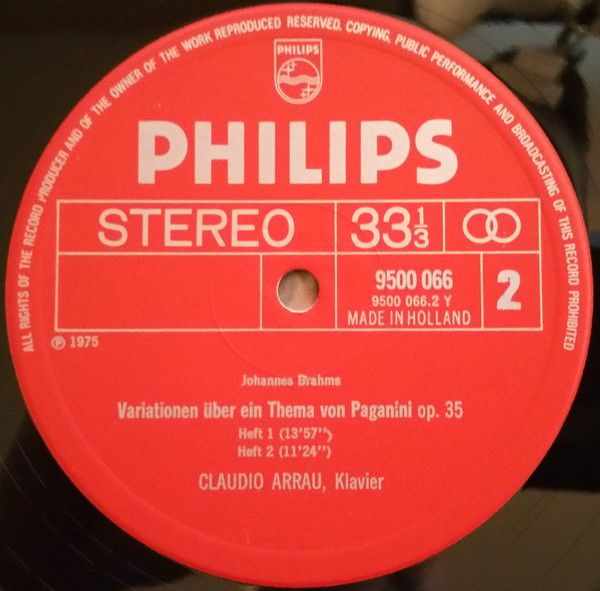 ALL RIGHTS OF THE RECORD PRODUCER AND OF THE OWNER OF THE WORK REPRODUCED RESERVED. COPYING, PUBLIC PERFORMANCE AND BROADCASTING OF THIS RECORD PROHIBITED
PHILIPS
PHILIPS
STEREO 33⅓
9500 066
9500 066.2 Y
MADE IN HOLLAND
2
℗ 1975
Johannes Brahms
Variationen über ein Thema von Paganini op. 35
Heft 1 (13'57'')
Heft 2 (11'24'')
CLAUDIO ARRAU, Klavier